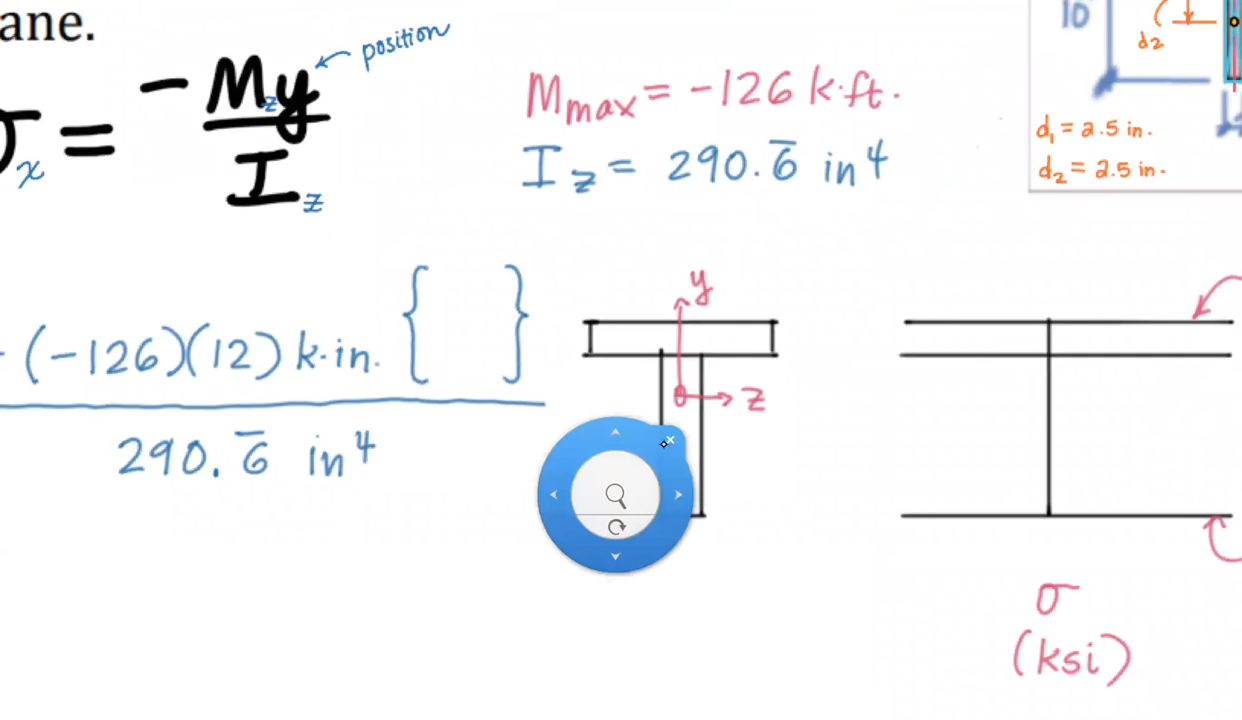 ane.
position
σx = -Mzy
Iz
Mmax = -126 k·ft.
Iz = 290.6̅ in⁴
10
d2
d1 = 2.5 in.
d2 = 2.5 in.
(-126)(12) k·in. { }
290.6̅ in⁴
y
z
σ
(ksi)